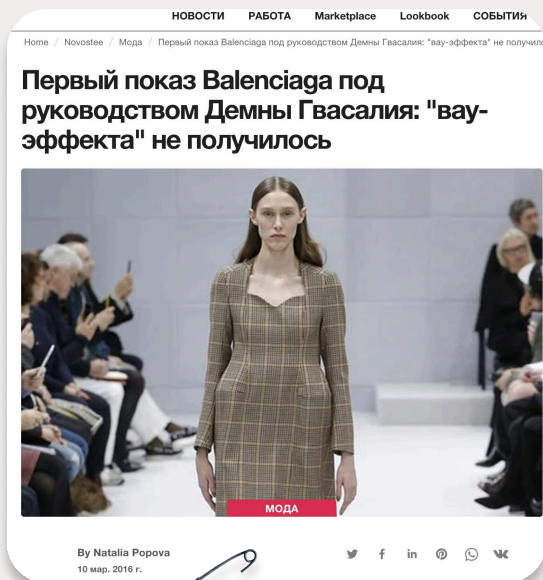 НОВОСТИ РАБОТА Marketplace Lookbook СОБЫТИЯ
Home / Novostee / Мода / Первый показ Balenciaga под руководством Демны Гвасалия: "вау-эффекта" не получило
Первый показ Balenciaga под
руководством Демны Гвасалия: "вау-
эффекта" не получилось
МОДА
By Natalia Popova
10 мар. 2016 г.